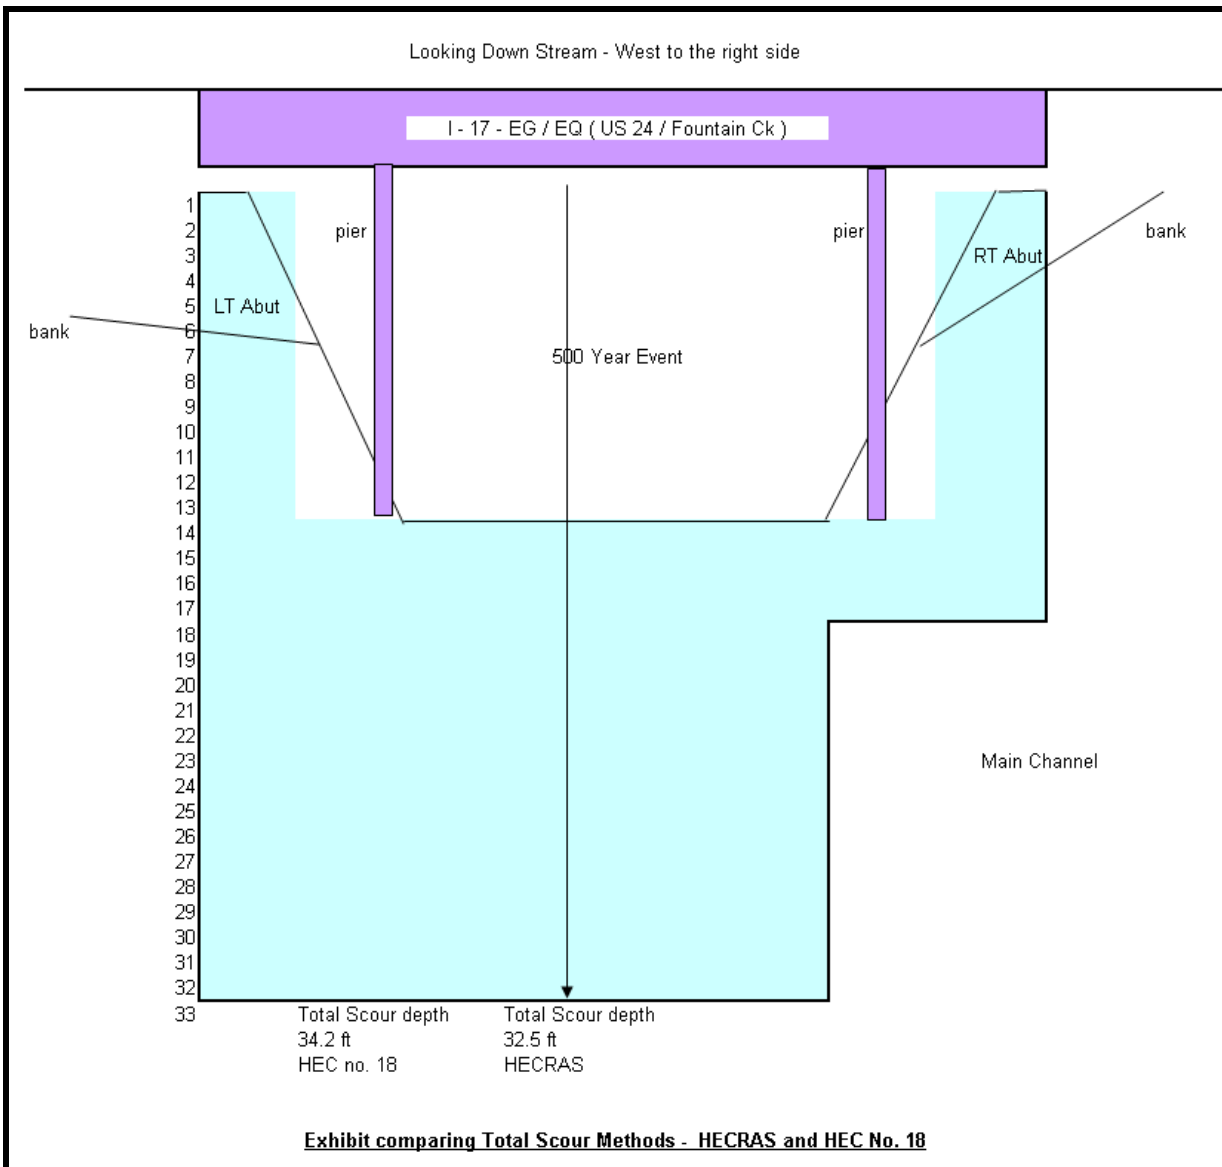 Looking Down Stream - West to the right side
I - 17 - EG / EQ ( US 24 / Fountain Ck )
1
2
3
4
5
6
7
8
9
10
11
12
13
14
15
16
17
18
19
20
21
22
23
24
25
26
27
28
29
30
31
32
33
pier
pier
bank
RT Abut
LT Abut
bank
500 Year Event
Main Channel
Total Scour depth
34.2 ft
HEC no. 18
Total Scour depth
32.5 ft
HECRAS
Exhibit comparing Total Scour Methods - HECRAS and HEC No. 18